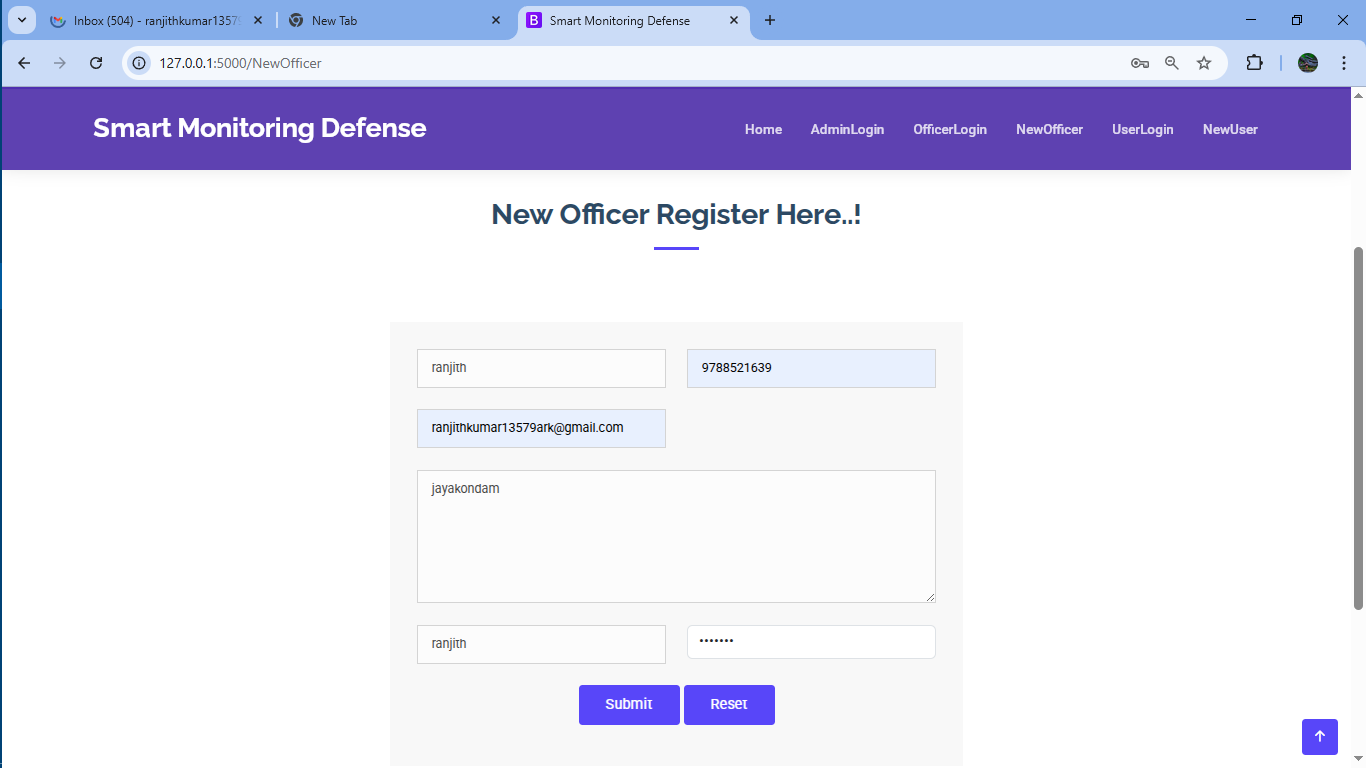 Inbox (504) - ranjithkumar1357
New Tab
Smart Monitoring Defense
127.0.0.1:5000/NewOfficer
Smart Monitoring Defense
Home AdminLogin OfficerLogin NewOfficer UserLogin NewUser
New Officer Register Here..!
ranjith 9788521639
ranjithkumar13579ark@gmail.com
jayakondam
ranjith •••••••
Submit Reset